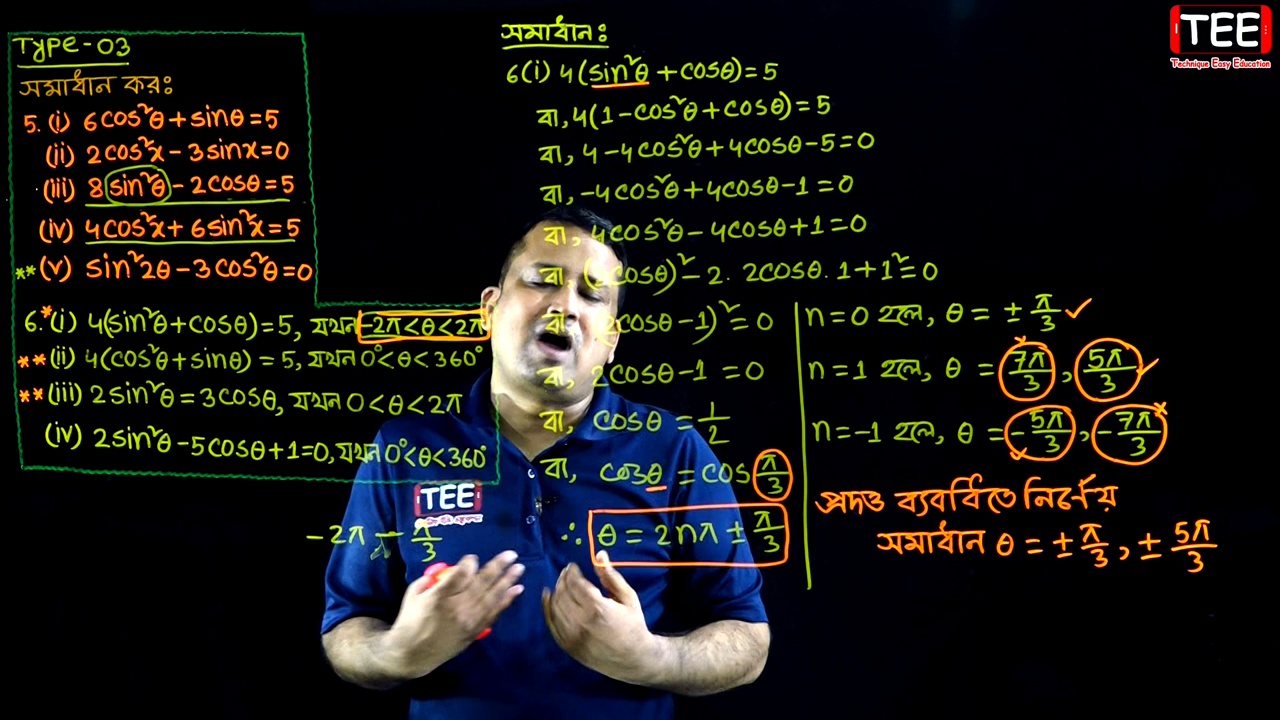 TYPE-03
সমাধান করঃ
5. (i) 6cos²θ + sinθ = 5
(ii) 2cos²x - 3sinx = 0
(iii) 8 sin²θ - 2cosθ = 5
(iv) 4cos²x + 6sin²x = 5
** (v) sin²2θ - 3cos²θ = 0
6.* (i) 4(sin²θ + cosθ) = 5, যখন -2π < θ < 2π
** (ii) 4(cos²θ + sinθ) = 5, যখন 0° < θ < 360°
** (iii) 2sin²θ = 3cosθ, যখন 0 < θ < 2π
(iv) 2sin²θ - 5cosθ + 1 = 0, যখন 0° < θ < 360°
-2π - π/3
সমাধানঃ
6(i) 4(sin²θ + cosθ) = 5
বা, 4(1 - cos²θ + cosθ) = 5
বা, 4 - 4cos²θ + 4cosθ - 5 = 0
বা, -4cos²θ + 4cosθ - 1 = 0
বা, 4cos²θ - 4cosθ + 1 = 0
বা, (2cosθ)² - 2. 2cosθ. 1 + 1² = 0
বা, (2cosθ - 1)² = 0
বা, 2cosθ - 1 = 0
বা, cosθ = 1/2
বা, cosθ = cos π/3
∴ θ = 2nπ ± π/3
n = 0 হলে, θ = ± π/3 ✓
n = 1 হলে, θ = 7π/3, 5π/3 ✓
n = -1 হলে, θ = -5π/3, -7π/3
প্রদত্ত ব্যবধিতে নির্ণেয়
সমাধান θ = ± π/3, ± 5π/3
TEE
Technique Easy Education
TEE